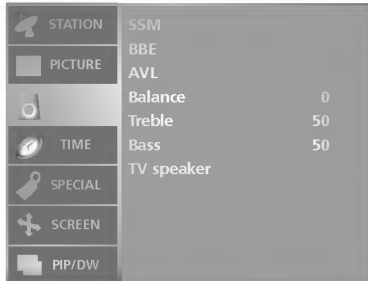 STATION
PICTURE
TIME
SPECIAL
SCREEN
PIP/DW
SSM
BBE
AVL
Balance 0
Treble 50
Bass 50
TV speaker